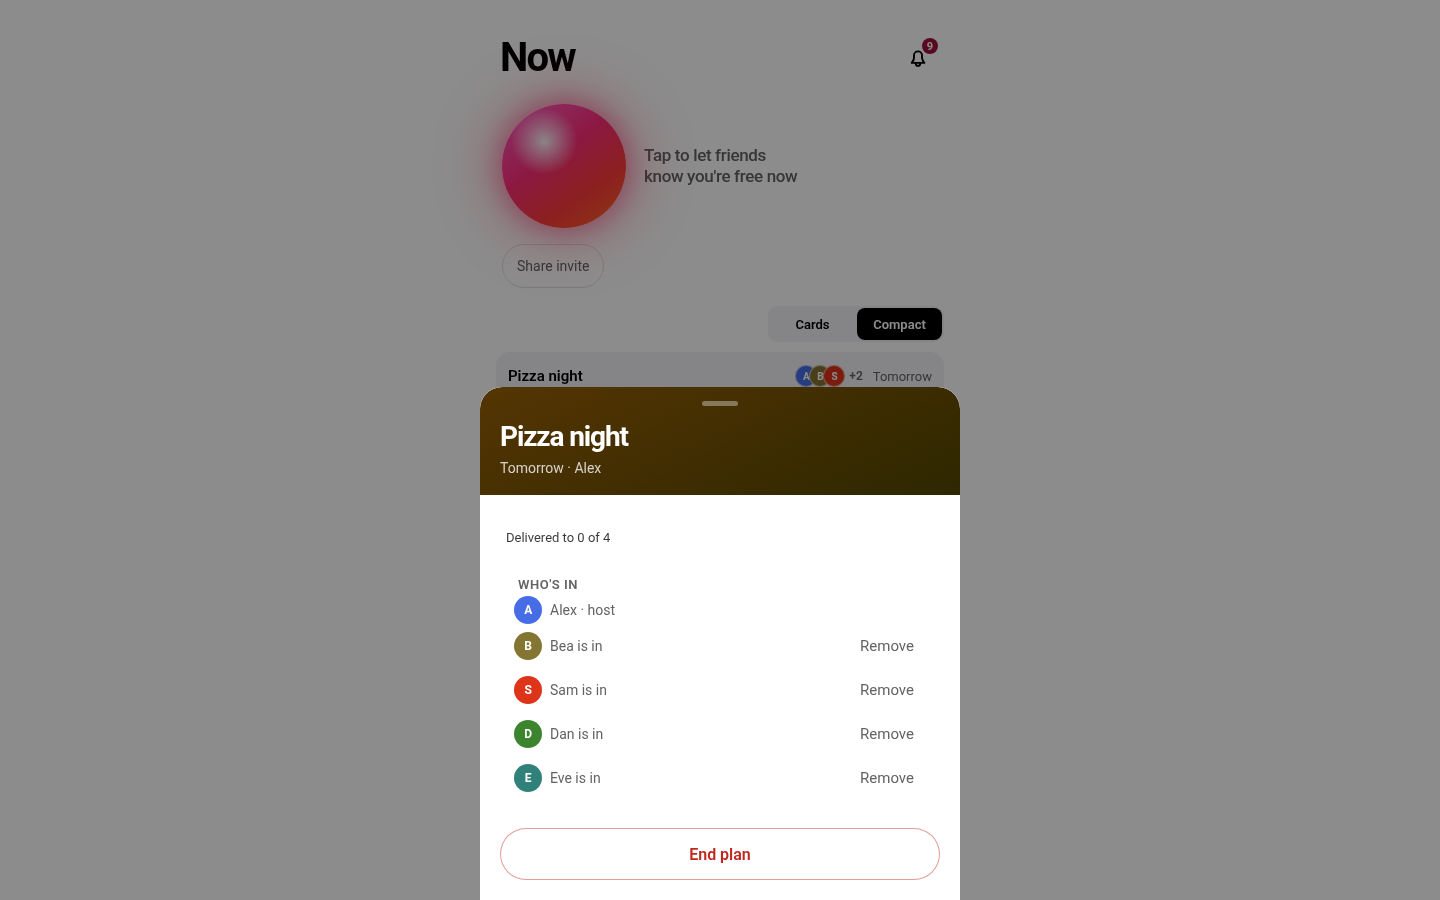 Now
9
Tap to let friends
know you're free now
Share invite
Cards Compact
Pizza night A B S +2 Tomorrow
Pizza night
Tomorrow · Alex
Delivered to 0 of 4
WHO'S IN
A Alex · host
B Bea is in Remove
S Sam is in Remove
D Dan is in Remove
E Eve is in Remove
End plan